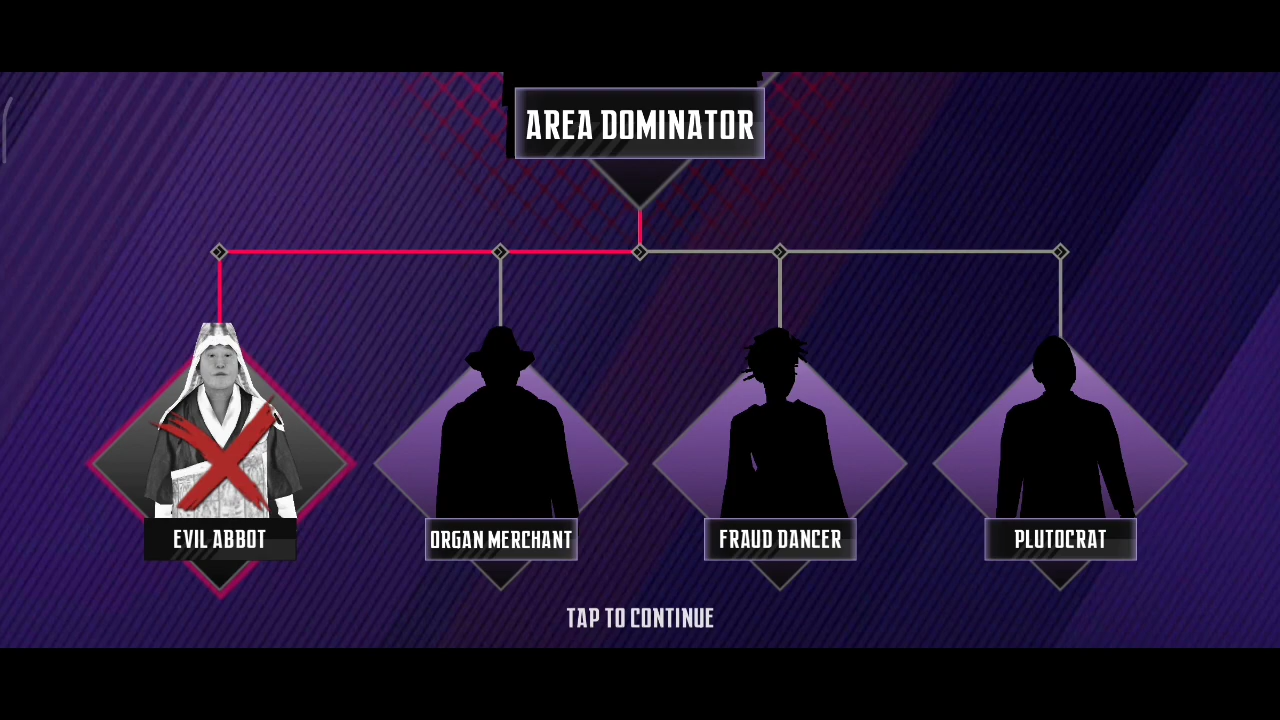 AREA DOMINATOR
EVIL ABBOT
ORGAN MERCHANT
FRAUD DANCER
PLUTOCRAT
TAP TO CONTINUE